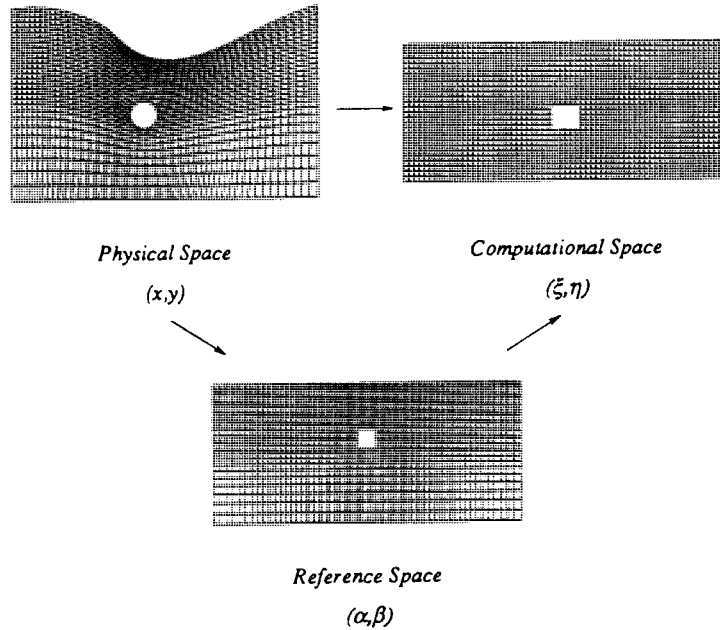 Physical Space
(x,y)
Computational Space
(ξ,η)
Reference Space
(α,β)